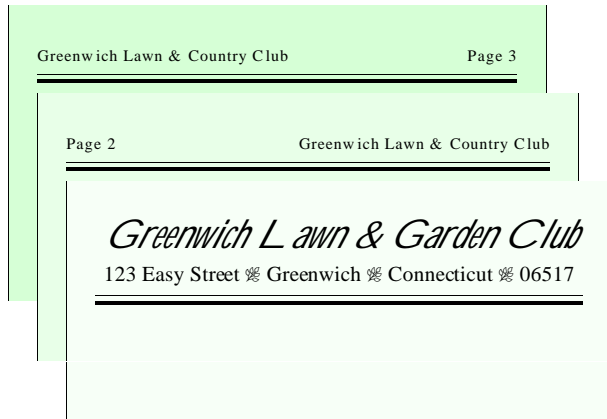 Greenwich Lawn & Country Club Page 3
Page 2 Greenwich Lawn & Country Club
Greenwich Lawn & Garden Club
123 Easy Street ❦ Greenwich ❦ Connecticut ❦ 06517